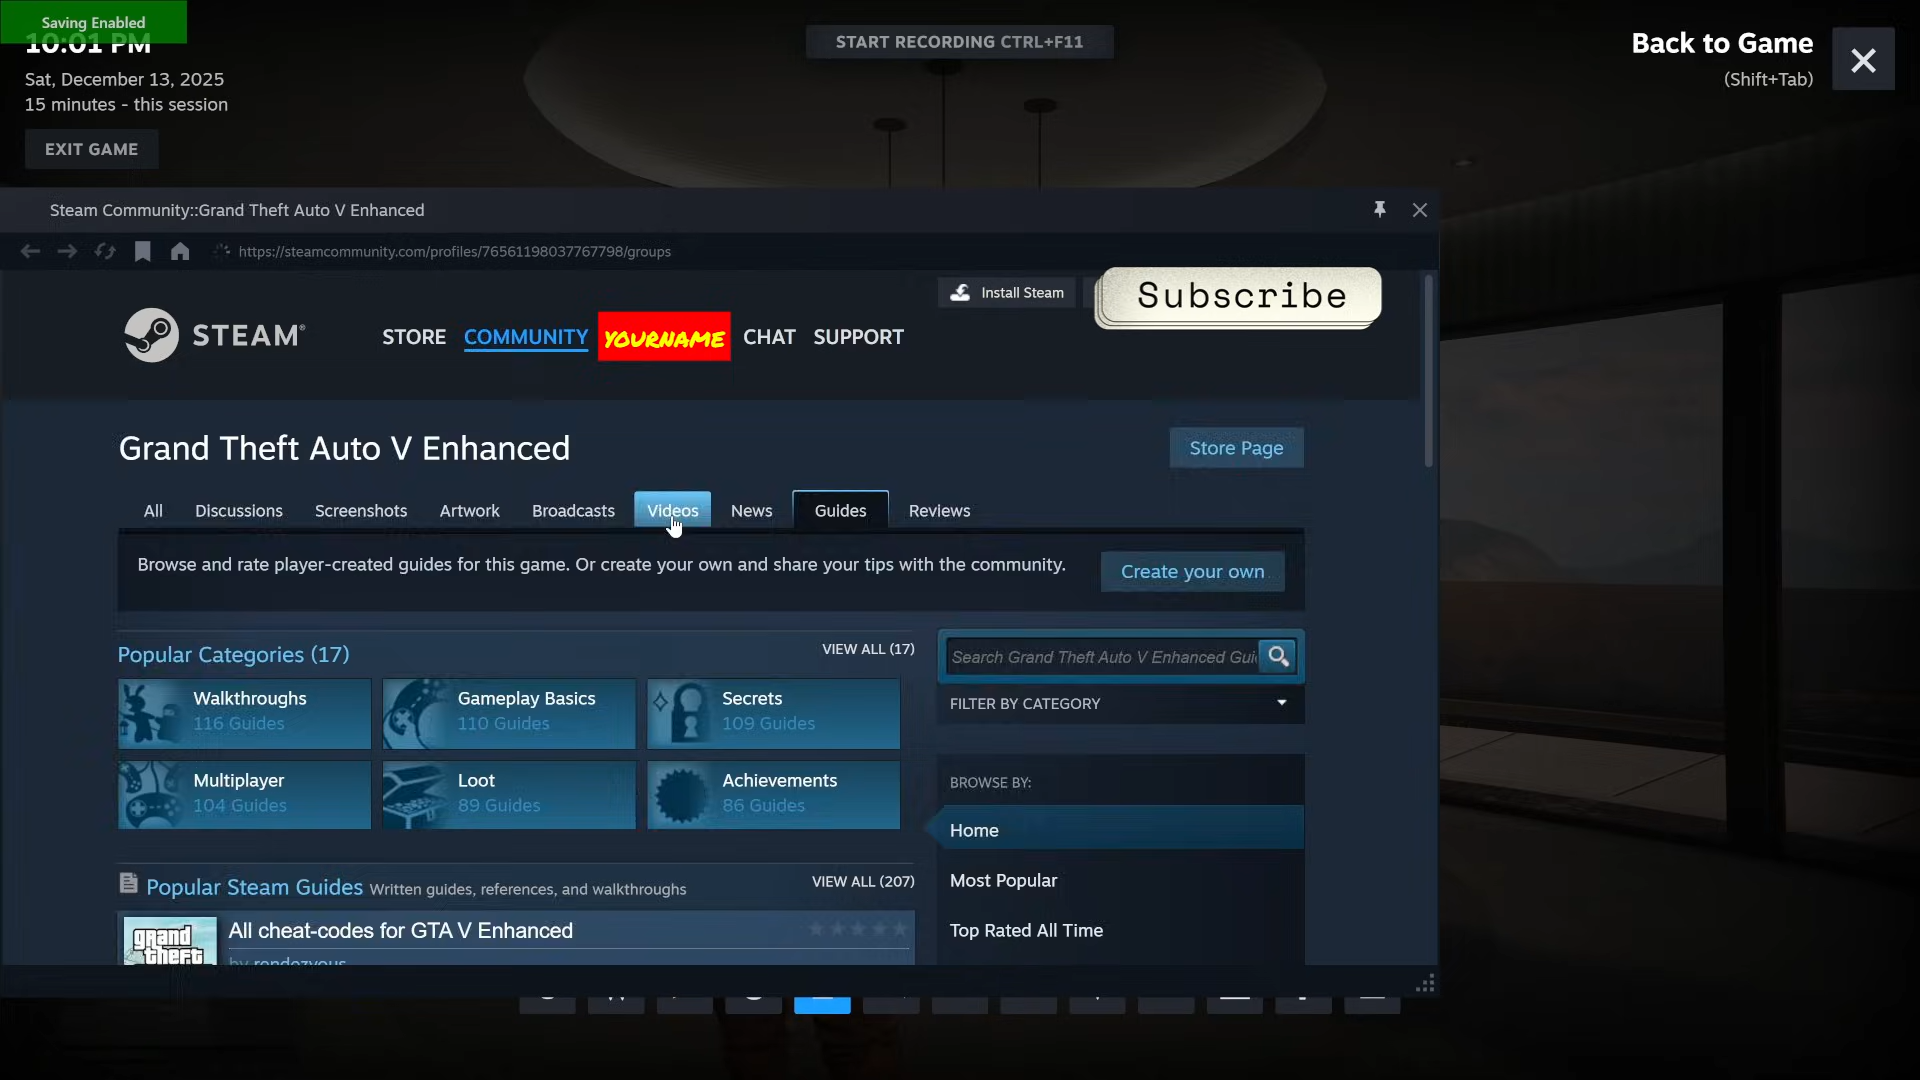 Saving Enabled
10:01 PM
Sat, December 13, 2025
15 minutes - this session
EXIT GAME
START RECORDING CTRL+F11
Back to Game
(Shift+Tab)
Steam Community::Grand Theft Auto V Enhanced
https://steamcommunity.com/profiles/76561198037767798/groups
Install Steam
Subscribe
STEAM®
STORE COMMUNITY YOURNAME CHAT SUPPORT
Grand Theft Auto V Enhanced
Store Page
All Discussions Screenshots Artwork Broadcasts Videos News Guides Reviews
Browse and rate player-created guides for this game. Or create your own and share your tips with the community.
Create your own
Popular Categories (17)
VIEW ALL (17)
Walkthroughs
116 Guides
Gameplay Basics
110 Guides
Secrets
109 Guides
Multiplayer
104 Guides
Loot
89 Guides
Achievements
86 Guides
Search Grand Theft Auto V Enhanced Gui
FILTER BY CATEGORY
BROWSE BY:
Home
Most Popular
Top Rated All Time
Popular Steam Guides Written guides, references, and walkthroughs
VIEW ALL (207)
grand
theft
All cheat-codes for GTA V Enhanced
by rendezvous